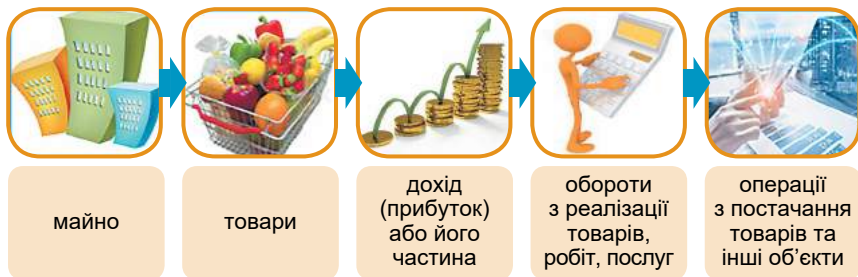 майно
товари
дохід
(прибуток)
або його
частина
обороти
з реалізації
товарів,
робіт, послуг
операції
з постачання
товарів та
інші об’єкти